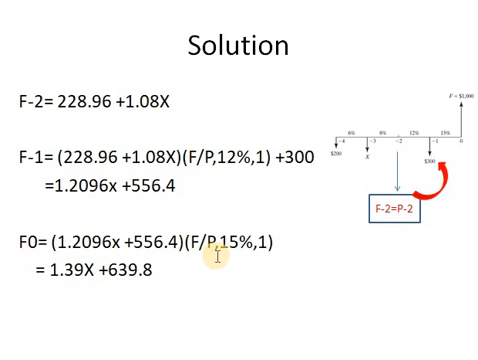 Solution
F-2= 228.96 +1.08X
F-1= (228.96 +1.08X)(F/P,12%,1) +300
=1.2096x +556.4
F0= (1.2096x +556.4)(F/P,15%,1)
= 1.39X +639.8
F = $1,000
6% 8% 12% 15%
-4 -3 -2 -1 0
$200 X $300
F-2=P-2